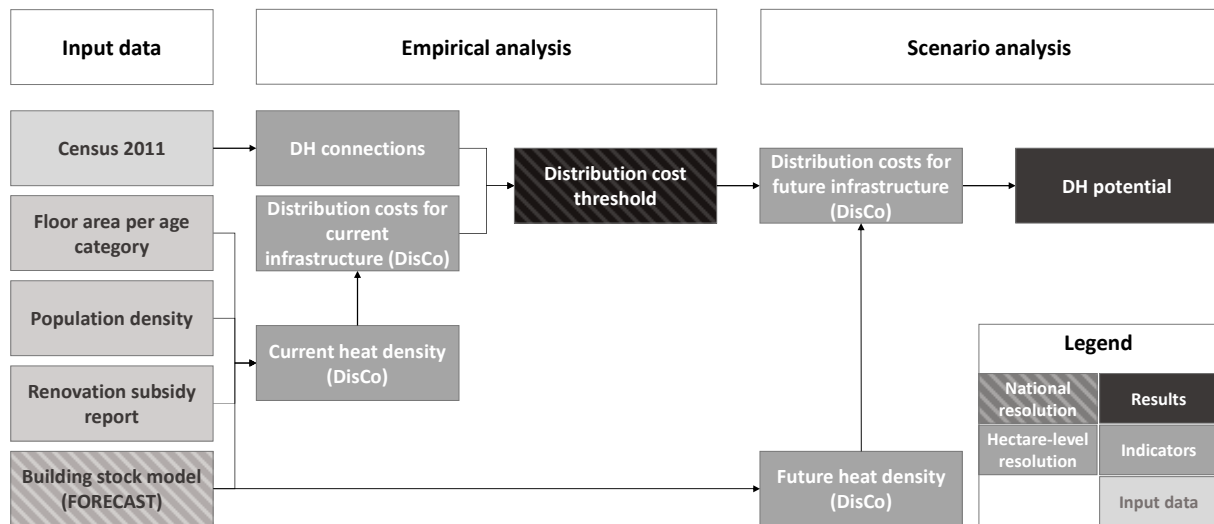 Input data
Empirical analysis
Scenario analysis
Census 2011
DH connections
Distribution cost
threshold
Distribution costs for
future infrastructure
(DisCo)
DH potential
Floor area per age
category
Distribution costs for
current
infrastructure (DisCo)
Population density
Current heat density
(DisCo)
Renovation subsidy
report
Building stock model
(FORECAST)
Future heat density
(DisCo)
Legend
National
resolution
Results
Hectare-level
resolution
Indicators
Input data